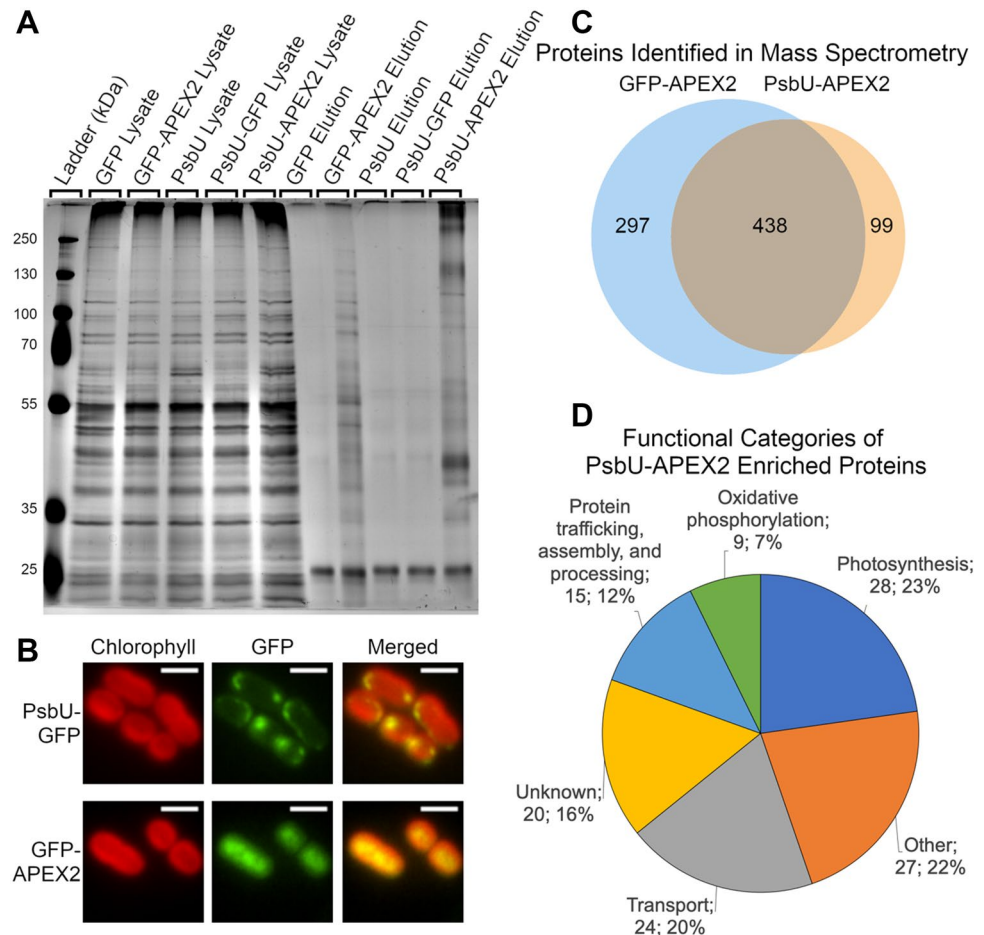 A
Ladder (kDa)
GFP Lysate
GFP-APEX2 Lysate
PsbU Lysate
PsbU-GFP Lysate
PsbU-APEX2 Lysate
GFP Elution
GFP-APEX2 Elution
PsbU Elution
PsbU-GFP Elution
PsbU-APEX2 Elution
250
130
100
70
55
35
25
B
Chlorophyll
GFP
Merged
PsbU-
GFP
GFP-
APEX2
C
Proteins Identified in Mass Spectrometry
GFP-APEX2
PsbU-APEX2
297
438
99
D
Functional Categories of
PsbU-APEX2 Enriched Proteins
Oxidative
phosphorylation;
9; 7%
Protein
trafficking,
assembly, and
processing;
15; 12%
Photosynthesis;
28; 23%
Unknown;
20; 16%
Other;
27; 22%
Transport;
24; 20%